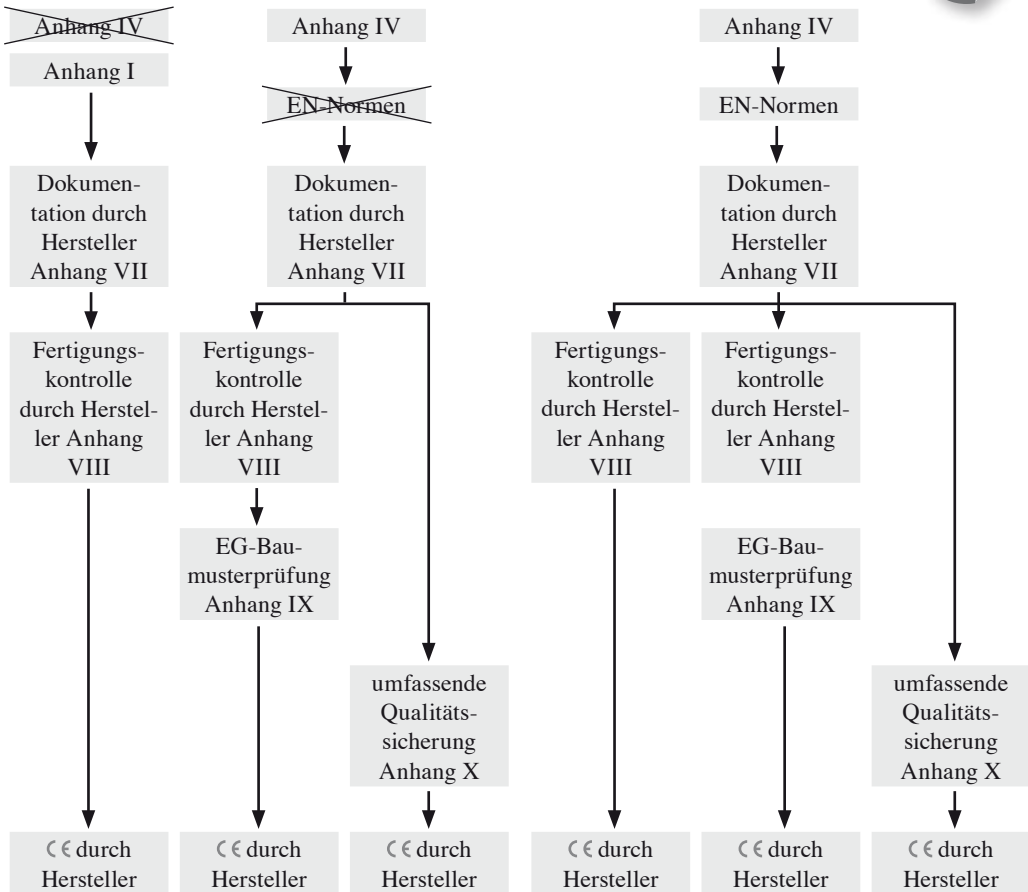 Anhang IV
Anhang I
Dokumen-
tation durch
Hersteller
Anhang VII
Fertigungs-
kontrolle
durch Herstel-
ler Anhang
VIII
CE durch
Hersteller
Anhang IV
EN-Normen
Dokumen-
tation durch
Hersteller
Anhang VII
Fertigungs-
kontrolle
durch Herstel-
ler Anhang
VIII
EG-Bau-
musterprüfung
Anhang IX
CE durch
Hersteller
umfassende
Qualitäts-
sicherung
Anhang X
CE durch
Hersteller
Anhang IV
EN-Normen
Dokumen-
tation durch
Hersteller
Anhang VII
Fertigungs-
kontrolle
durch Herstel-
ler Anhang
VIII
CE durch
Hersteller
Fertigungs-
kontrolle
durch Herstel-
ler Anhang
VIII
EG-Bau-
musterprüfung
Anhang IX
CE durch
Hersteller
umfassende
Qualitäts-
sicherung
Anhang X
CE durch
Hersteller